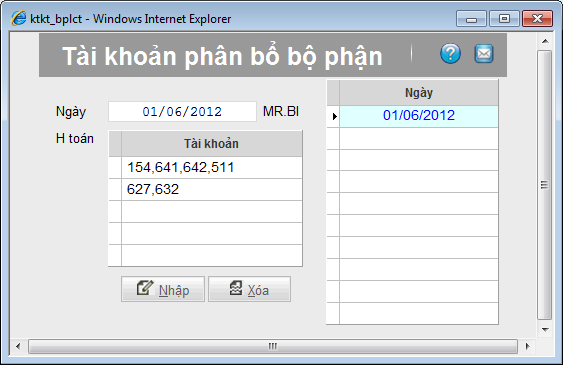 ktkt_bplct - Windows Internet Explorer
Tài khoản phân bổ bộ phận
Ngày 01/06/2012 MR.BI
H toán
Tài khoản
154,641,642,511
627,632
Nhập Xóa
Ngày
01/06/2012